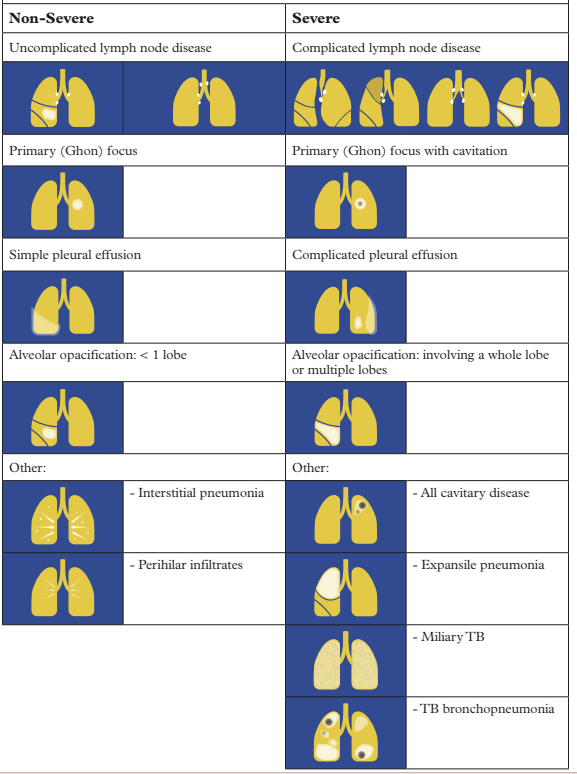 Non-Severe
Severe
Uncomplicated lymph node disease
Complicated lymph node disease
Primary (Ghon) focus
Primary (Ghon) focus with cavitation
Simple pleural effusion
Complicated pleural effusion
Alveolar opacification: < 1 lobe
Alveolar opacification: involving a whole lobe
or multiple lobes
Other:
Other:
- Interstitial pneumonia
- All cavitary disease
- Perihilar infiltrates
- Expansile pneumonia
- Miliary TB
- TB bronchopneumonia